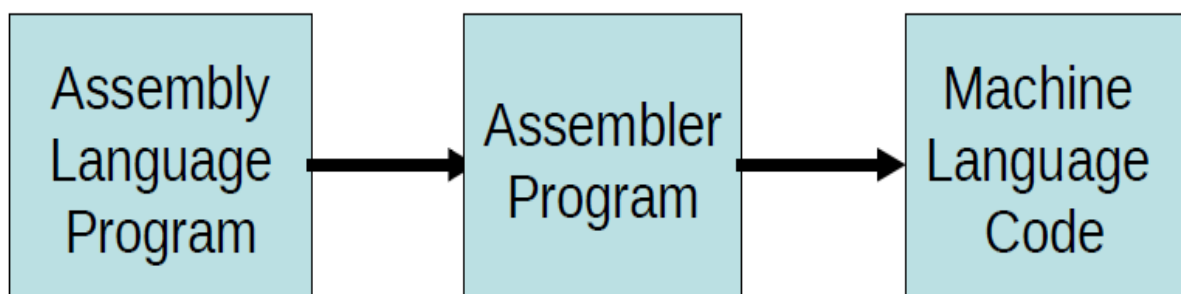 Assembly
Language
Program
Assembler
Program
Machine
Language
Code